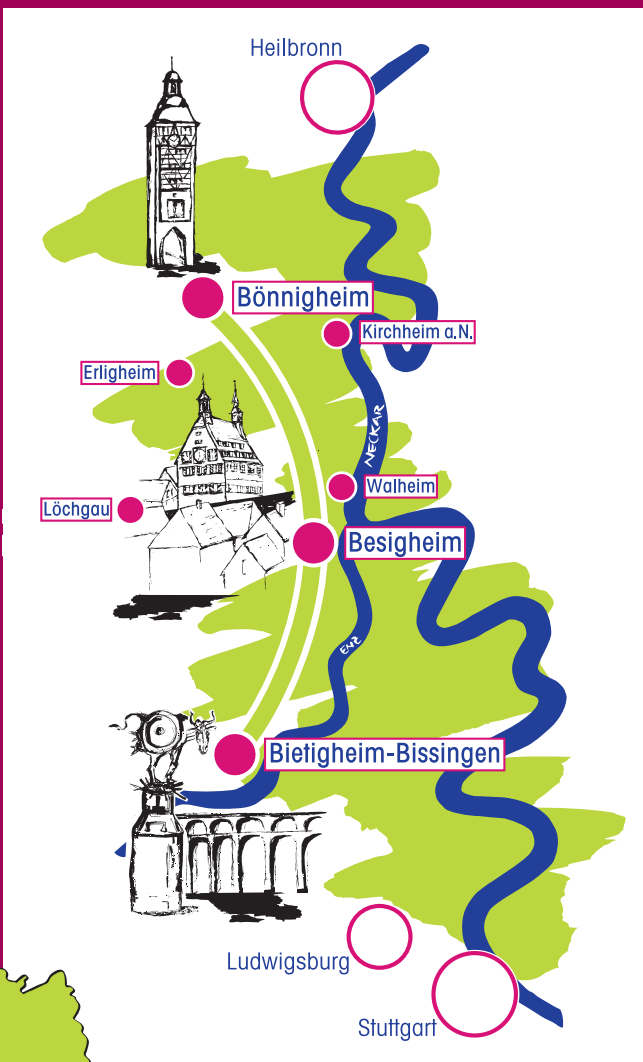 Heilbronn
Bönnigheim
Kirchheim a.N.
Erligheim
NECKAR
Walheim
Löchgau
Besigheim
ENZ
Bietigheim-Bissingen
Ludwigsburg
Stuttgart